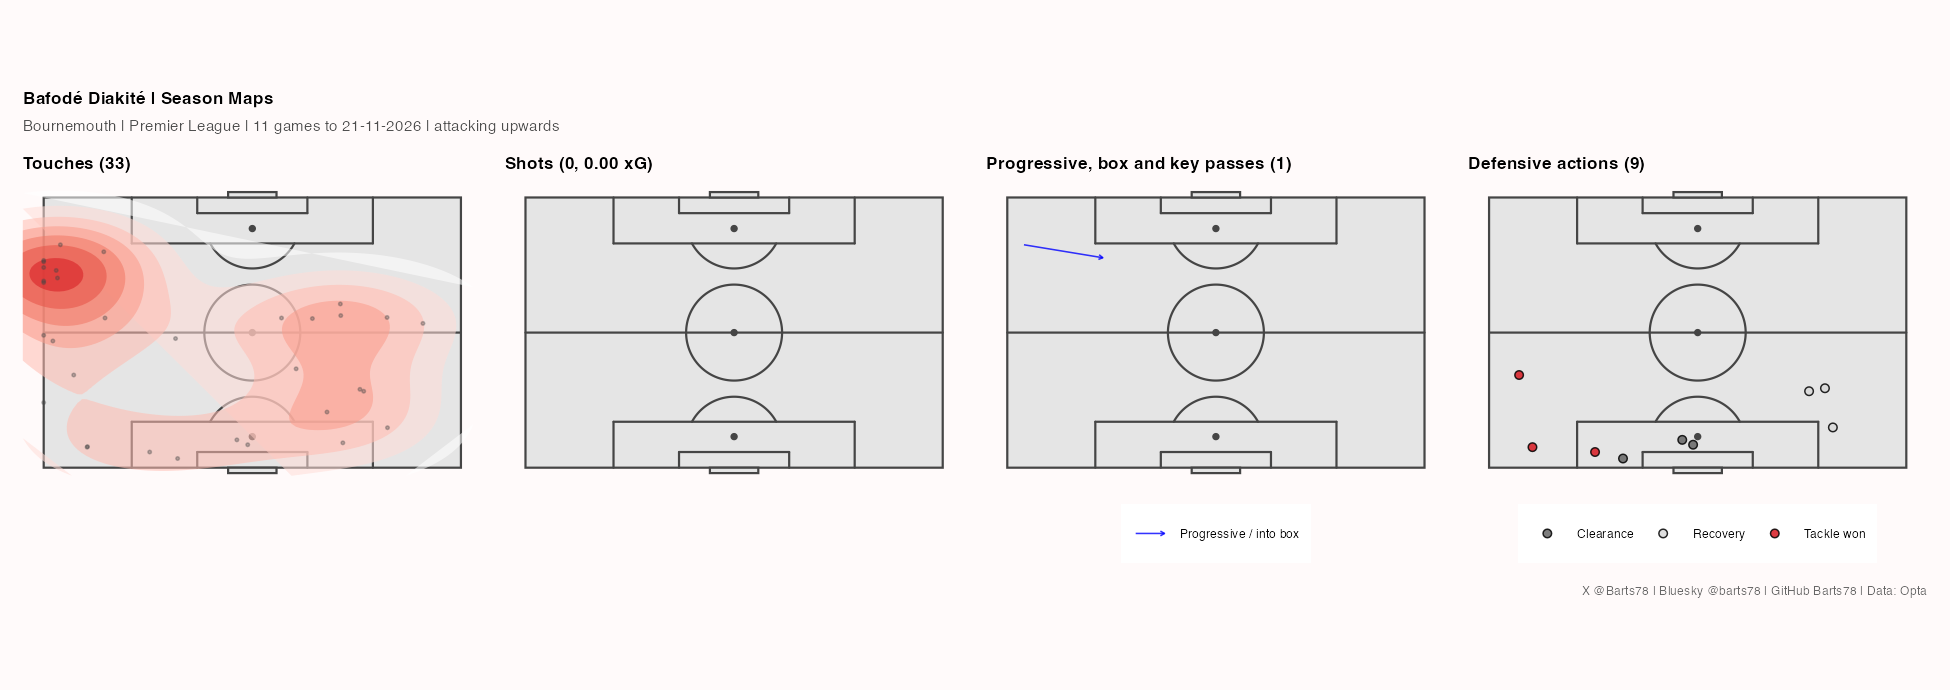 Bafodé Diakité | Season Maps
Bournemouth | Premier League | 11 games to 21-11-2026 | attacking upwards
Touches (33)
Shots (0, 0.00 xG)
Progressive, box and key passes (1)
Defensive actions (9)
Progressive / into box
Clearance
Recovery
Tackle won
X @Barts78 | Bluesky @barts78 | GitHub Barts78 | Data: Opta